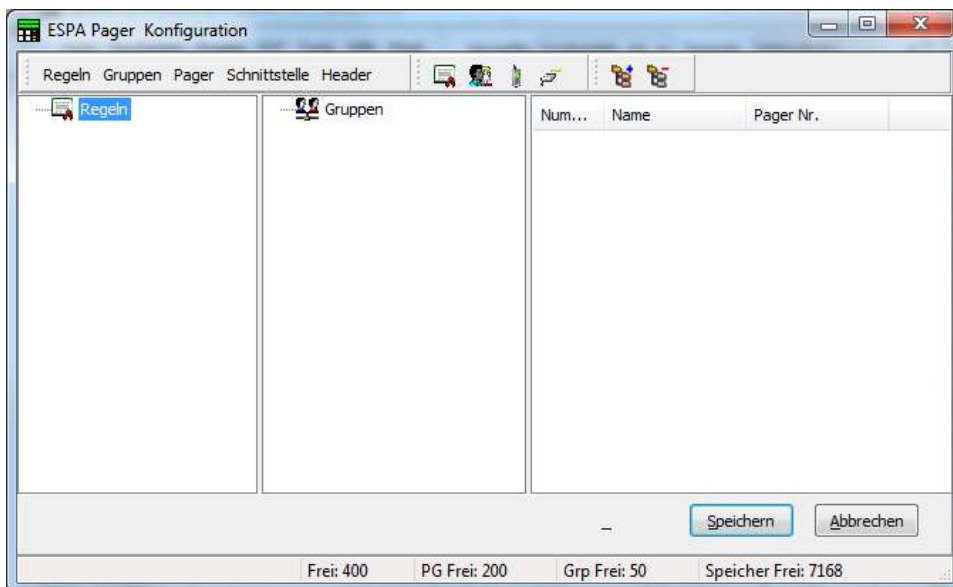 ESPA Pager Konfiguration
Regeln Gruppen Pager Schnittstelle Header
Regeln Gruppen Num... Name Pager Nr.
Speichern Abbrechen
Frei: 400 PG Frei: 200 Grp Frei: 50 Speicher Frei: 7168